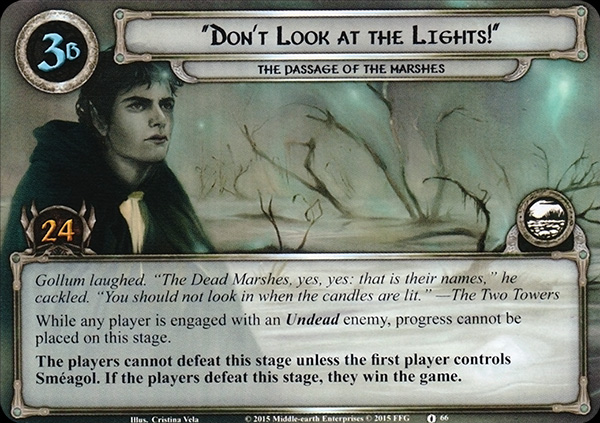 3B
"Don't Look at the Lights!"
The Passage of the Marshes
24
Gollum laughed. “The Dead Marshes, yes, yes: that is their names,” he
cackled. “You should not look in when the candles are lit.” —The Two Towers
While any player is engaged with an Undead enemy, progress cannot be
placed on this stage.
The players cannot defeat this stage unless the first player controls
Sméagol. If the players defeat this stage, they win the game.
Illus. Cristina Vela © 2015 Middle-earth Enterprises © 2015 FFG 66